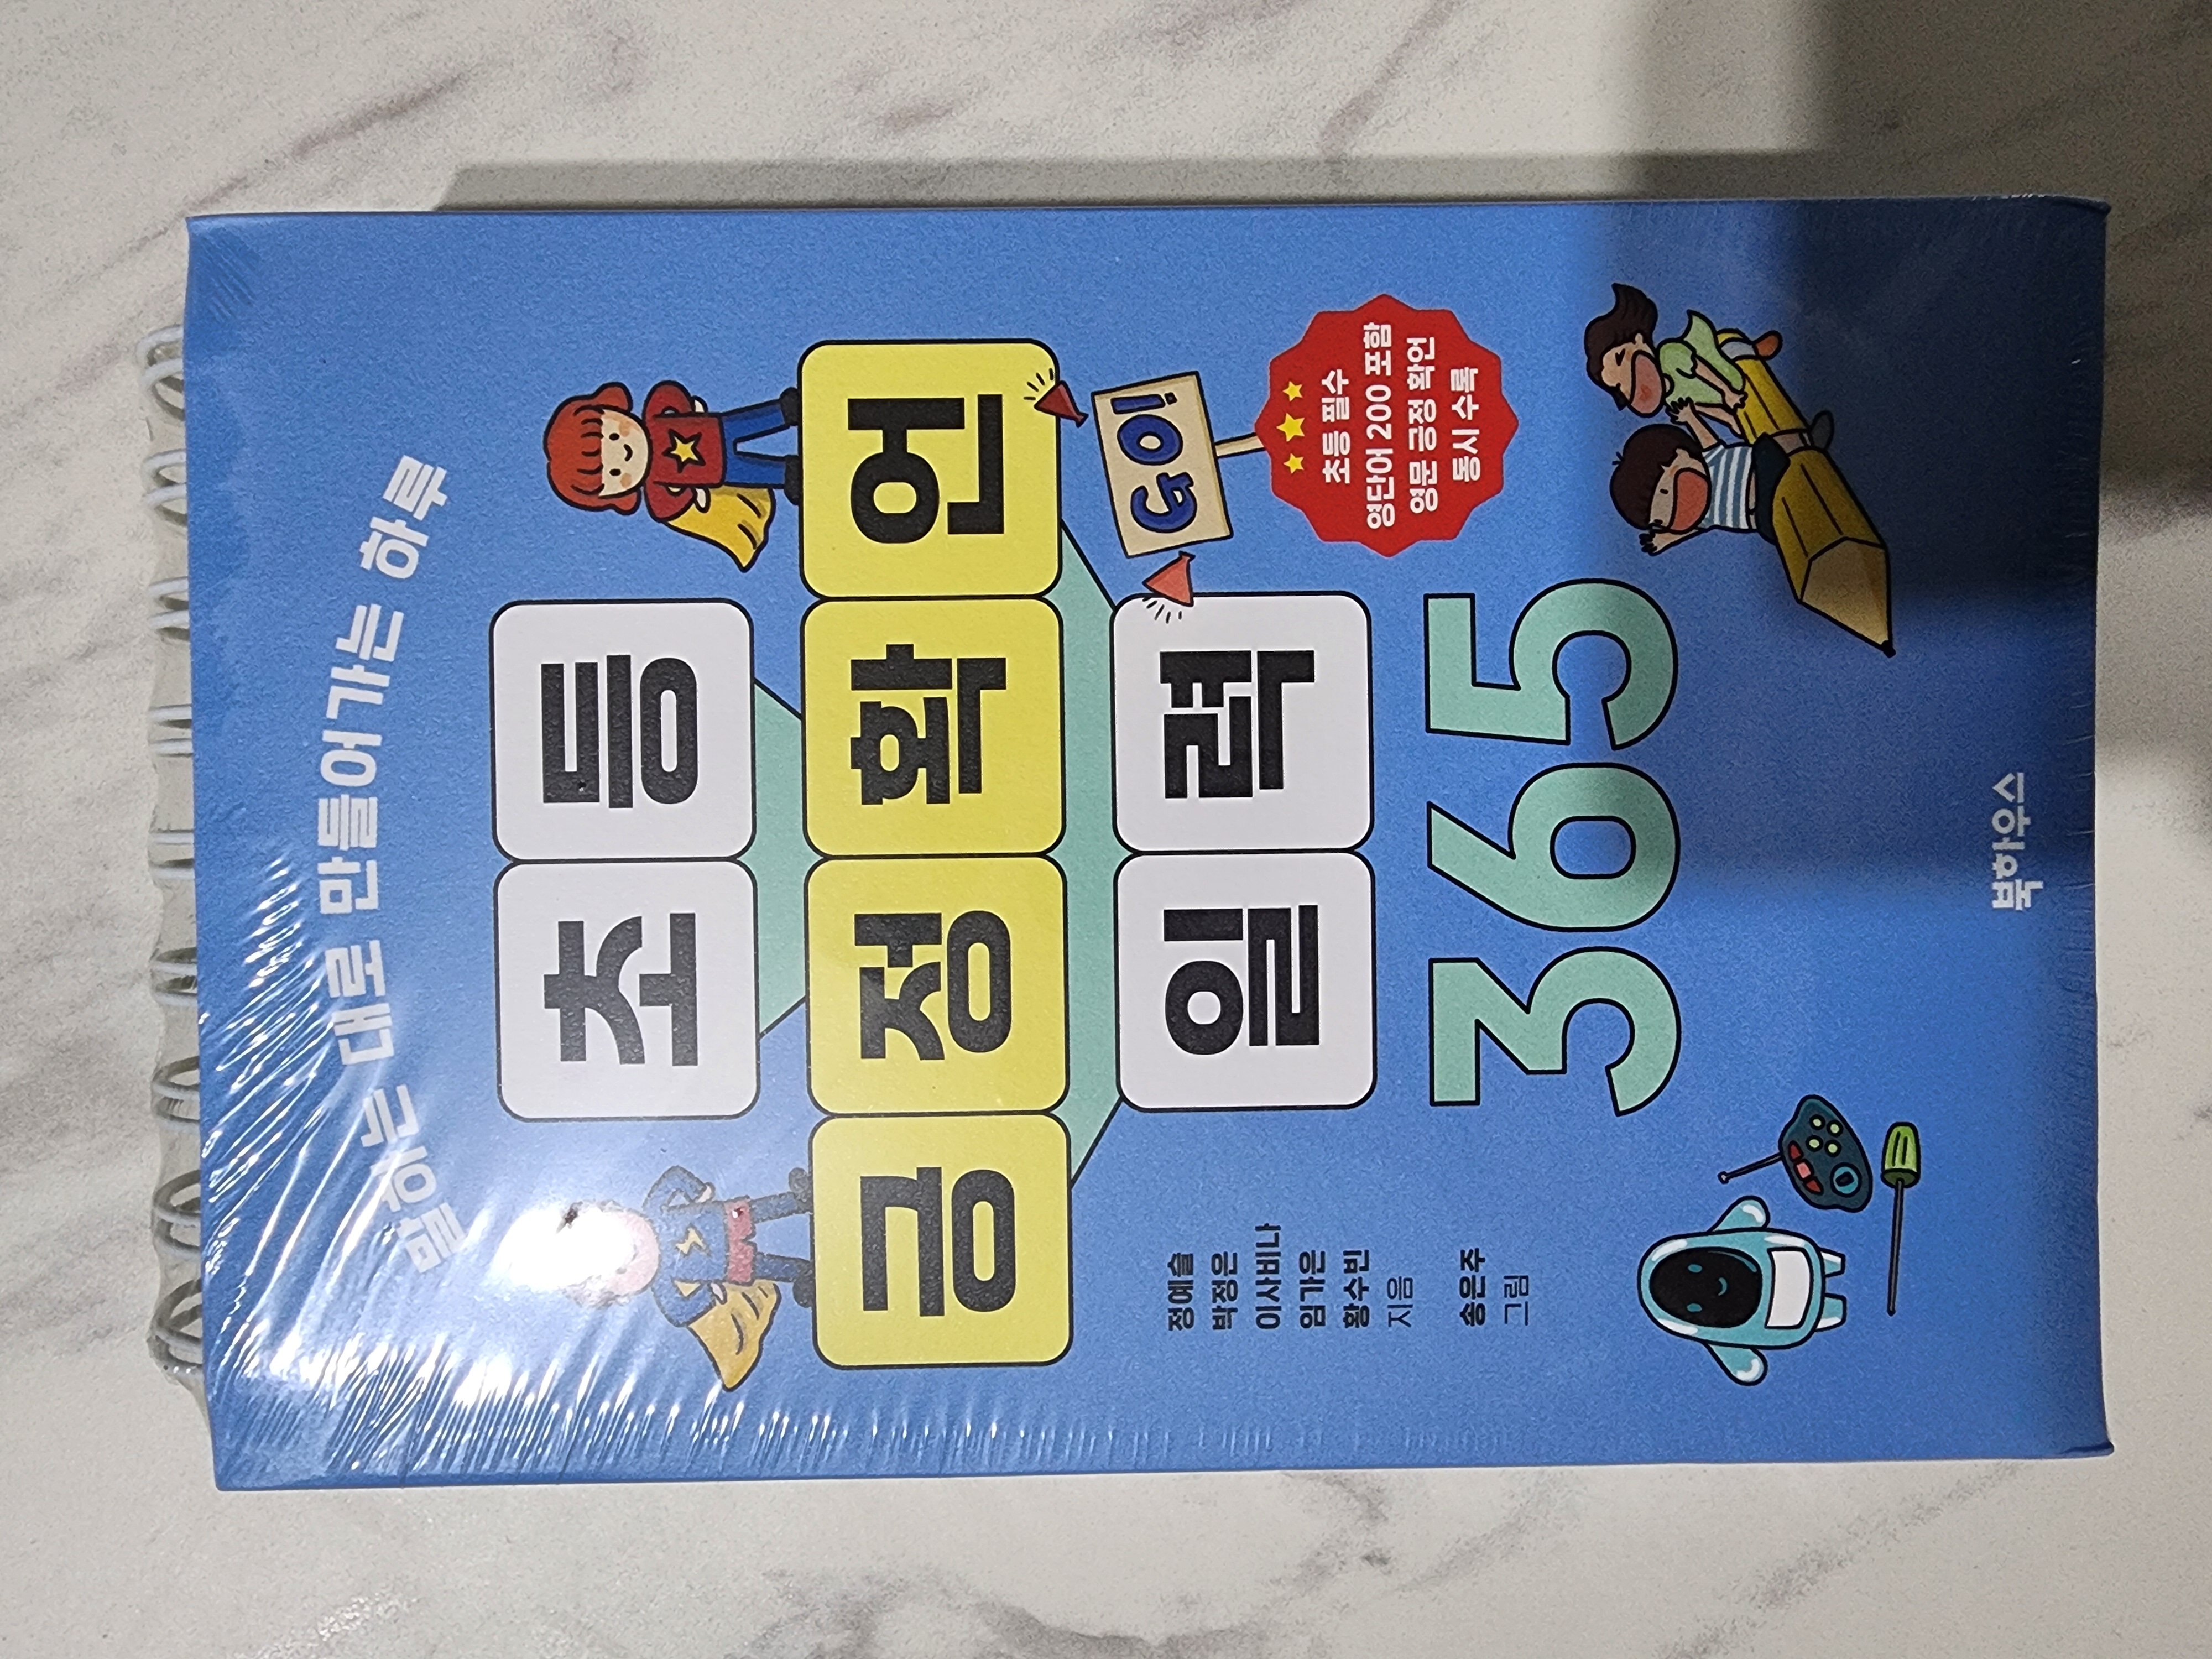 말하는 대로 만들어가는 하루
초등
긍정확언
일력
365
GO!
초등 필수
영단어 200 포함
영문 긍정 확언
동시 수록
정예슬
박정은
이사비나
임가은
황수빈
지음
송은주
그림
북하우스